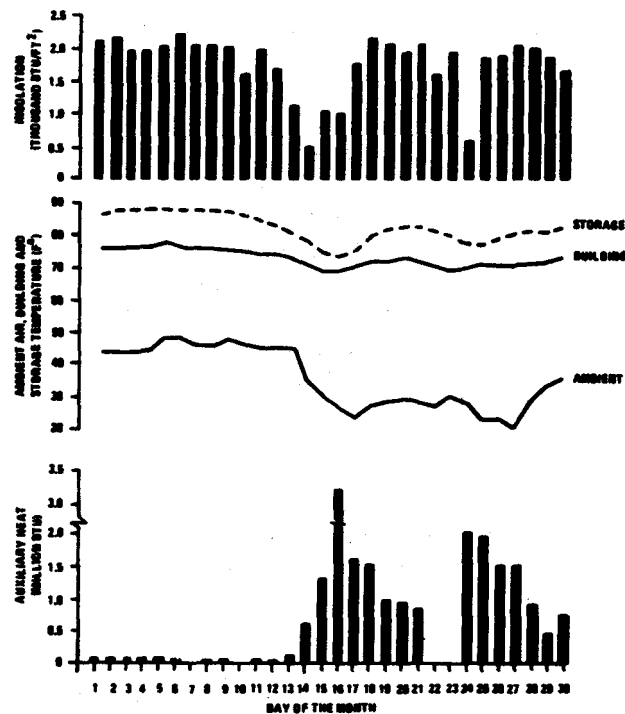 INSOLATION
(THOUSAND BTU/FT²)
2.5
2.0
1.5
1.0
0.5
0
AMBIENT AIR, BUILDING AND
STORAGE TEMPERATURE (F°)
90
80
70
60
50
40
30
20
STORAGE
BUILDING
AMBIENT
AUXILIARY HEAT
(MILLION BTU)
3.5
3.0
2.0
1.5
1.0
0.5
0
1 2 3 4 5 6 7 8 9 10 11 12 13 14 15 16 17 18 19 20 21 22 23 24 25 26 27 28 29 30
DAY OF THE MONTH